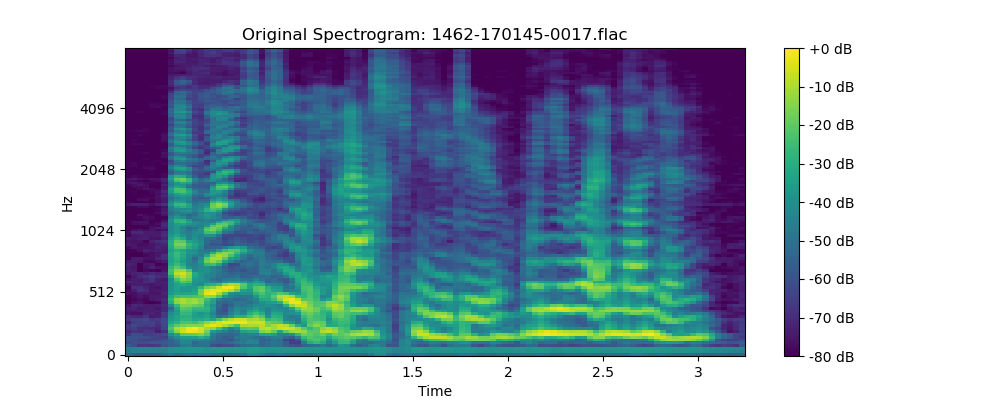 Original Spectrogram: 1462-170145-0017.flac
+0 dB
4096
-10 dB
-20 dB
2048
-30 dB
Hz
-40 dB
1024
-50 dB
512
-60 dB
-70 dB
0
-80 dB
0 0.5 1 1.5 2 2.5 3
Time